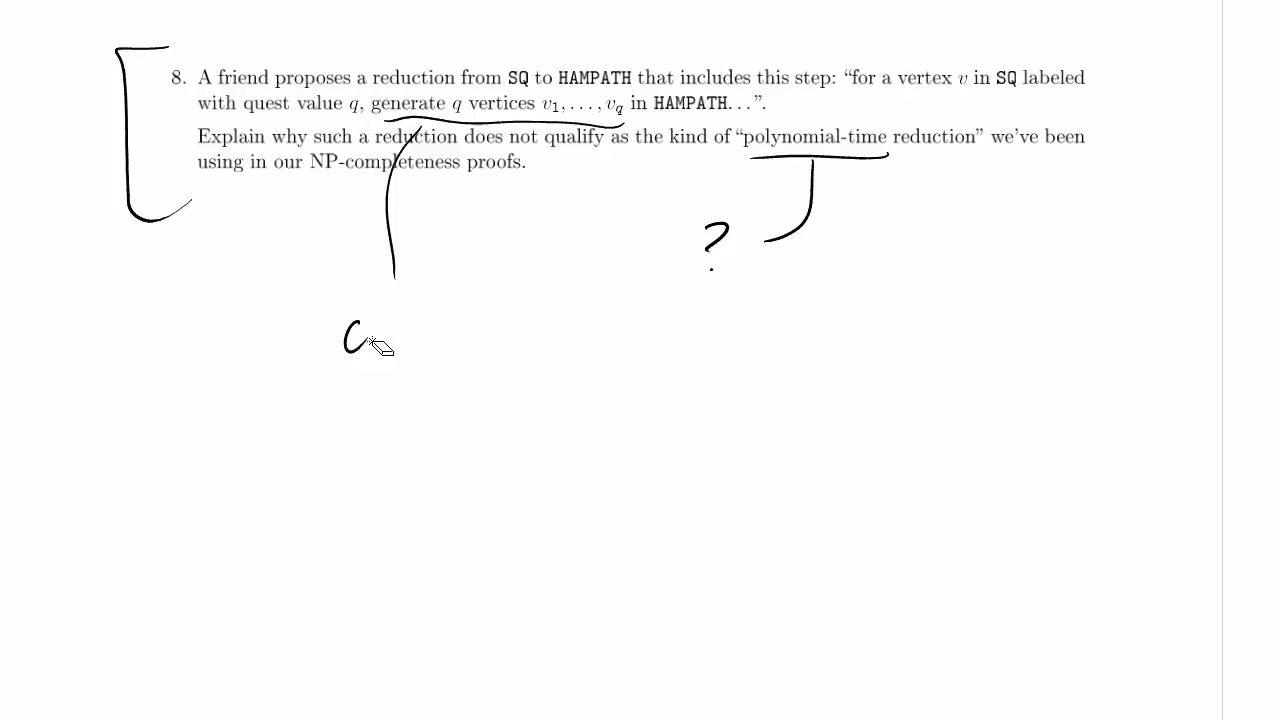 8. A friend proposes a reduction from SQ to HAMPATH that includes this step: “for a vertex v in SQ labeled
with quest value q, generate q vertices v₁, . . . , v_q in HAMPATH. . . ”.
Explain why such a reduction does not qualify as the kind of “polynomial-time reduction” we’ve been
using in our NP-completeness proofs.
?